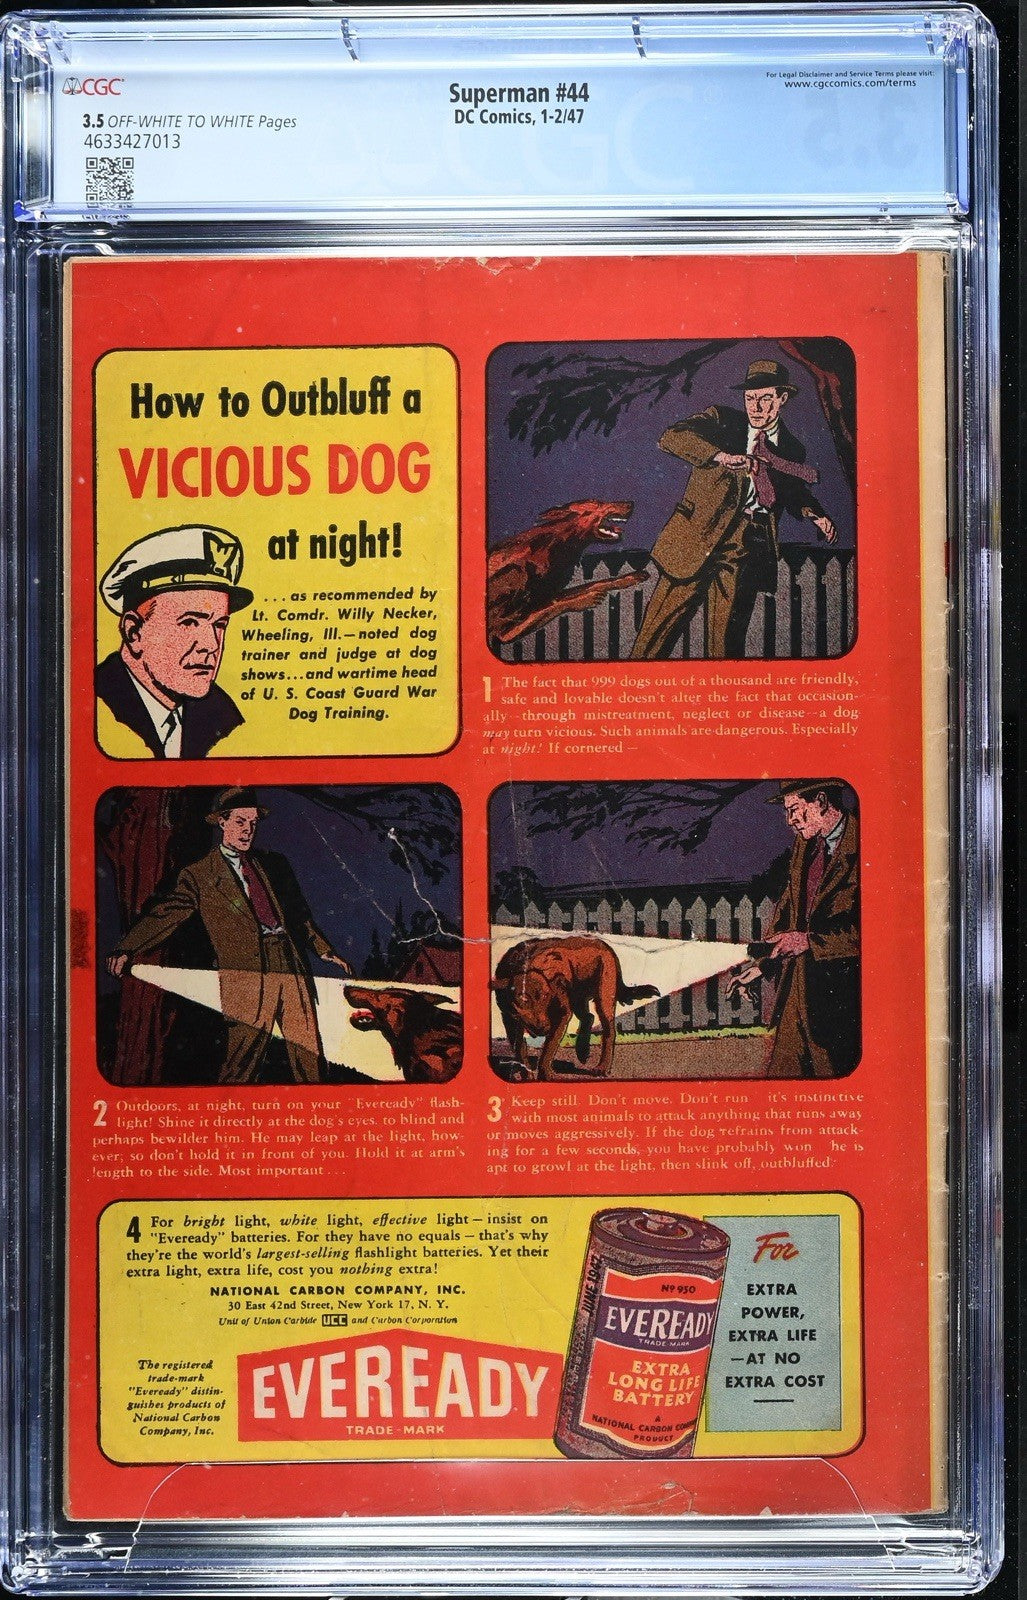 CGC
3.5 OFF-WHITE TO WHITE Pages
4633427013
Superman #44
DC Comics, 1-2/47
For Legal Disclaimer and Service Terms please visit:
www.cgccomics.com/terms
How to Outbluff a
VICIOUS DOG
at night!
... as recommended by
Lt. Comdr. Willy Necker,
Wheeling, Ill.—noted dog
trainer and judge at dog
shows...and wartime head
of U. S. Coast Guard War
Dog Training.
1 The fact that 999 dogs out of a thousand are friendly,
safe and lovable doesn't alter the fact that occasion-
ally—through mistreatment, neglect or disease—a dog
may turn vicious. Such animals are dangerous. Especially
at night! If cornered—
2 Outdoors, at night, turn on your "Eveready" flash-
light! Shine it directly at the dog's eyes, to blind and
perhaps bewilder him. He may leap at the light, how-
ever; so don't hold it in front of you. Hold it at arm's
length to the side. Most important ...
3 Keep still. Don't move. Don't run it's instinctive
with most animals to attack anything that runs away
or moves aggressively. If the dog refrains from attack-
ing for a few seconds, you have probably won he is
apt to growl at the light, then slink off, outbluffed.
4 For bright light, white light, effective light—insist on
"Eveready" batteries. For they have no equals—that's why
they're the world's largest-selling flashlight batteries. Yet their
extra light, extra life, cost you nothing extra!
NATIONAL CARBON COMPANY, INC.
30 East 42nd Street, New York 17, N. Y.
Unit of Union Carbide UCC and Carbon Corporation
The registered
trade-mark
"Eveready" distin-
guishes products of
National Carbon
Company, Inc.
EVEREADY
TRADE-MARK
JUNE 1947
Nº 950
EVEREADY
TRADE-MARK
EXTRA
LONG LIFE
BATTERY
A
NATIONAL CARBON
PRODUCT
For
EXTRA
POWER,
EXTRA LIFE
—AT NO
EXTRA COST